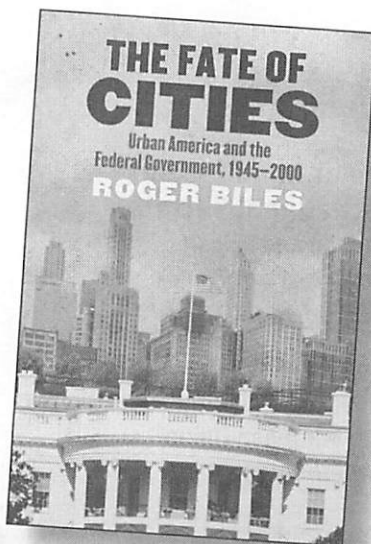 THE FATE OF
CITIES
Urban America and the
Federal Government, 1945–2000
ROGER BILES